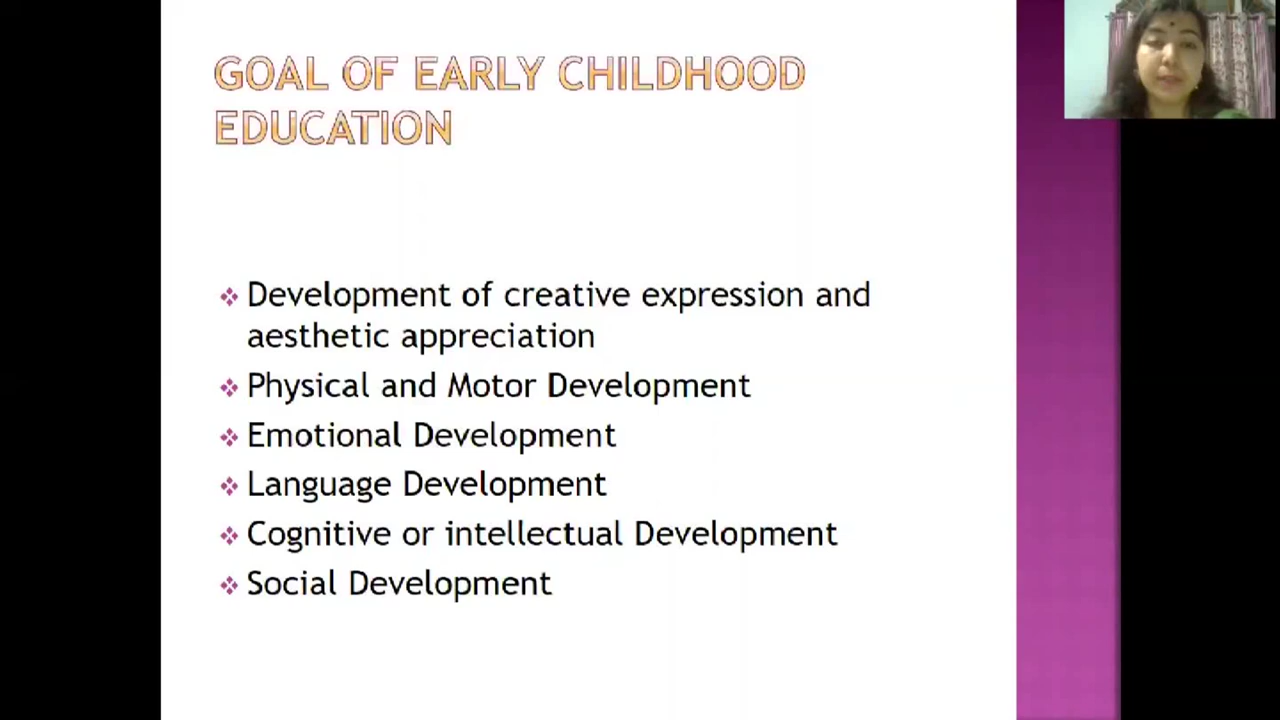 GOAL OF EARLY CHILDHOOD
EDUCATION
Development of creative expression and
aesthetic appreciation
Physical and Motor Development
Emotional Development
Language Development
Cognitive or intellectual Development
Social Development